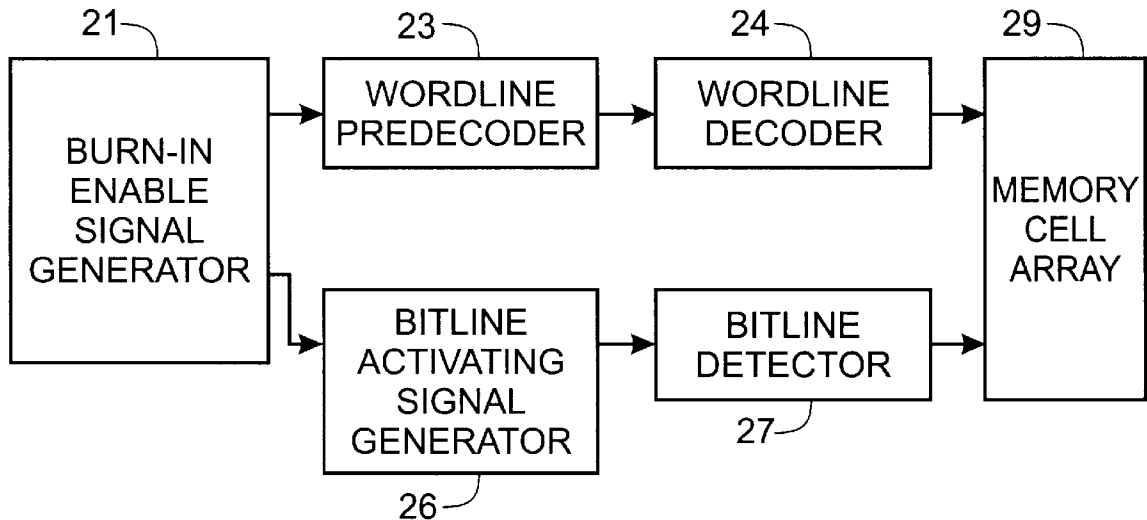 21
23
24
29
BURN-IN
ENABLE
SIGNAL
GENERATOR
WORDLINE
PREDECODER
WORDLINE
DECODER
MEMORY
CELL
ARRAY
BITLINE
ACTIVATING
SIGNAL
GENERATOR
BITLINE
DETECTOR
27
26